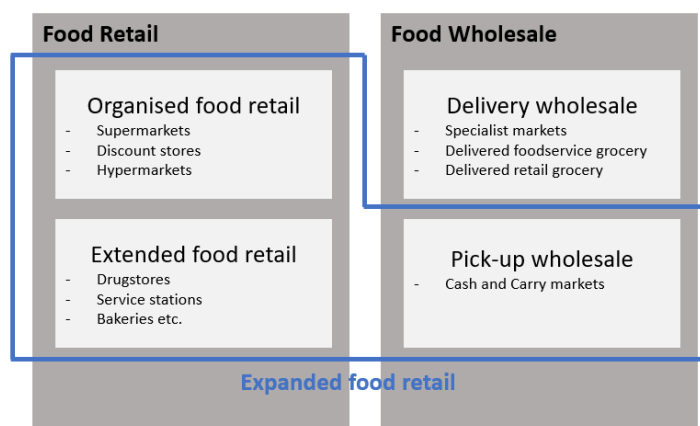 Food Retail
Organised food retail
- Supermarkets
- Discount stores
- Hypermarkets
Extended food retail
- Drugstores
- Service stations
- Bakeries etc.
Food Wholesale
Delivery wholesale
- Specialist markets
- Delivered foodservice grocery
- Delivered retail grocery
Pick-up wholesale
- Cash and Carry markets
Expanded food retail